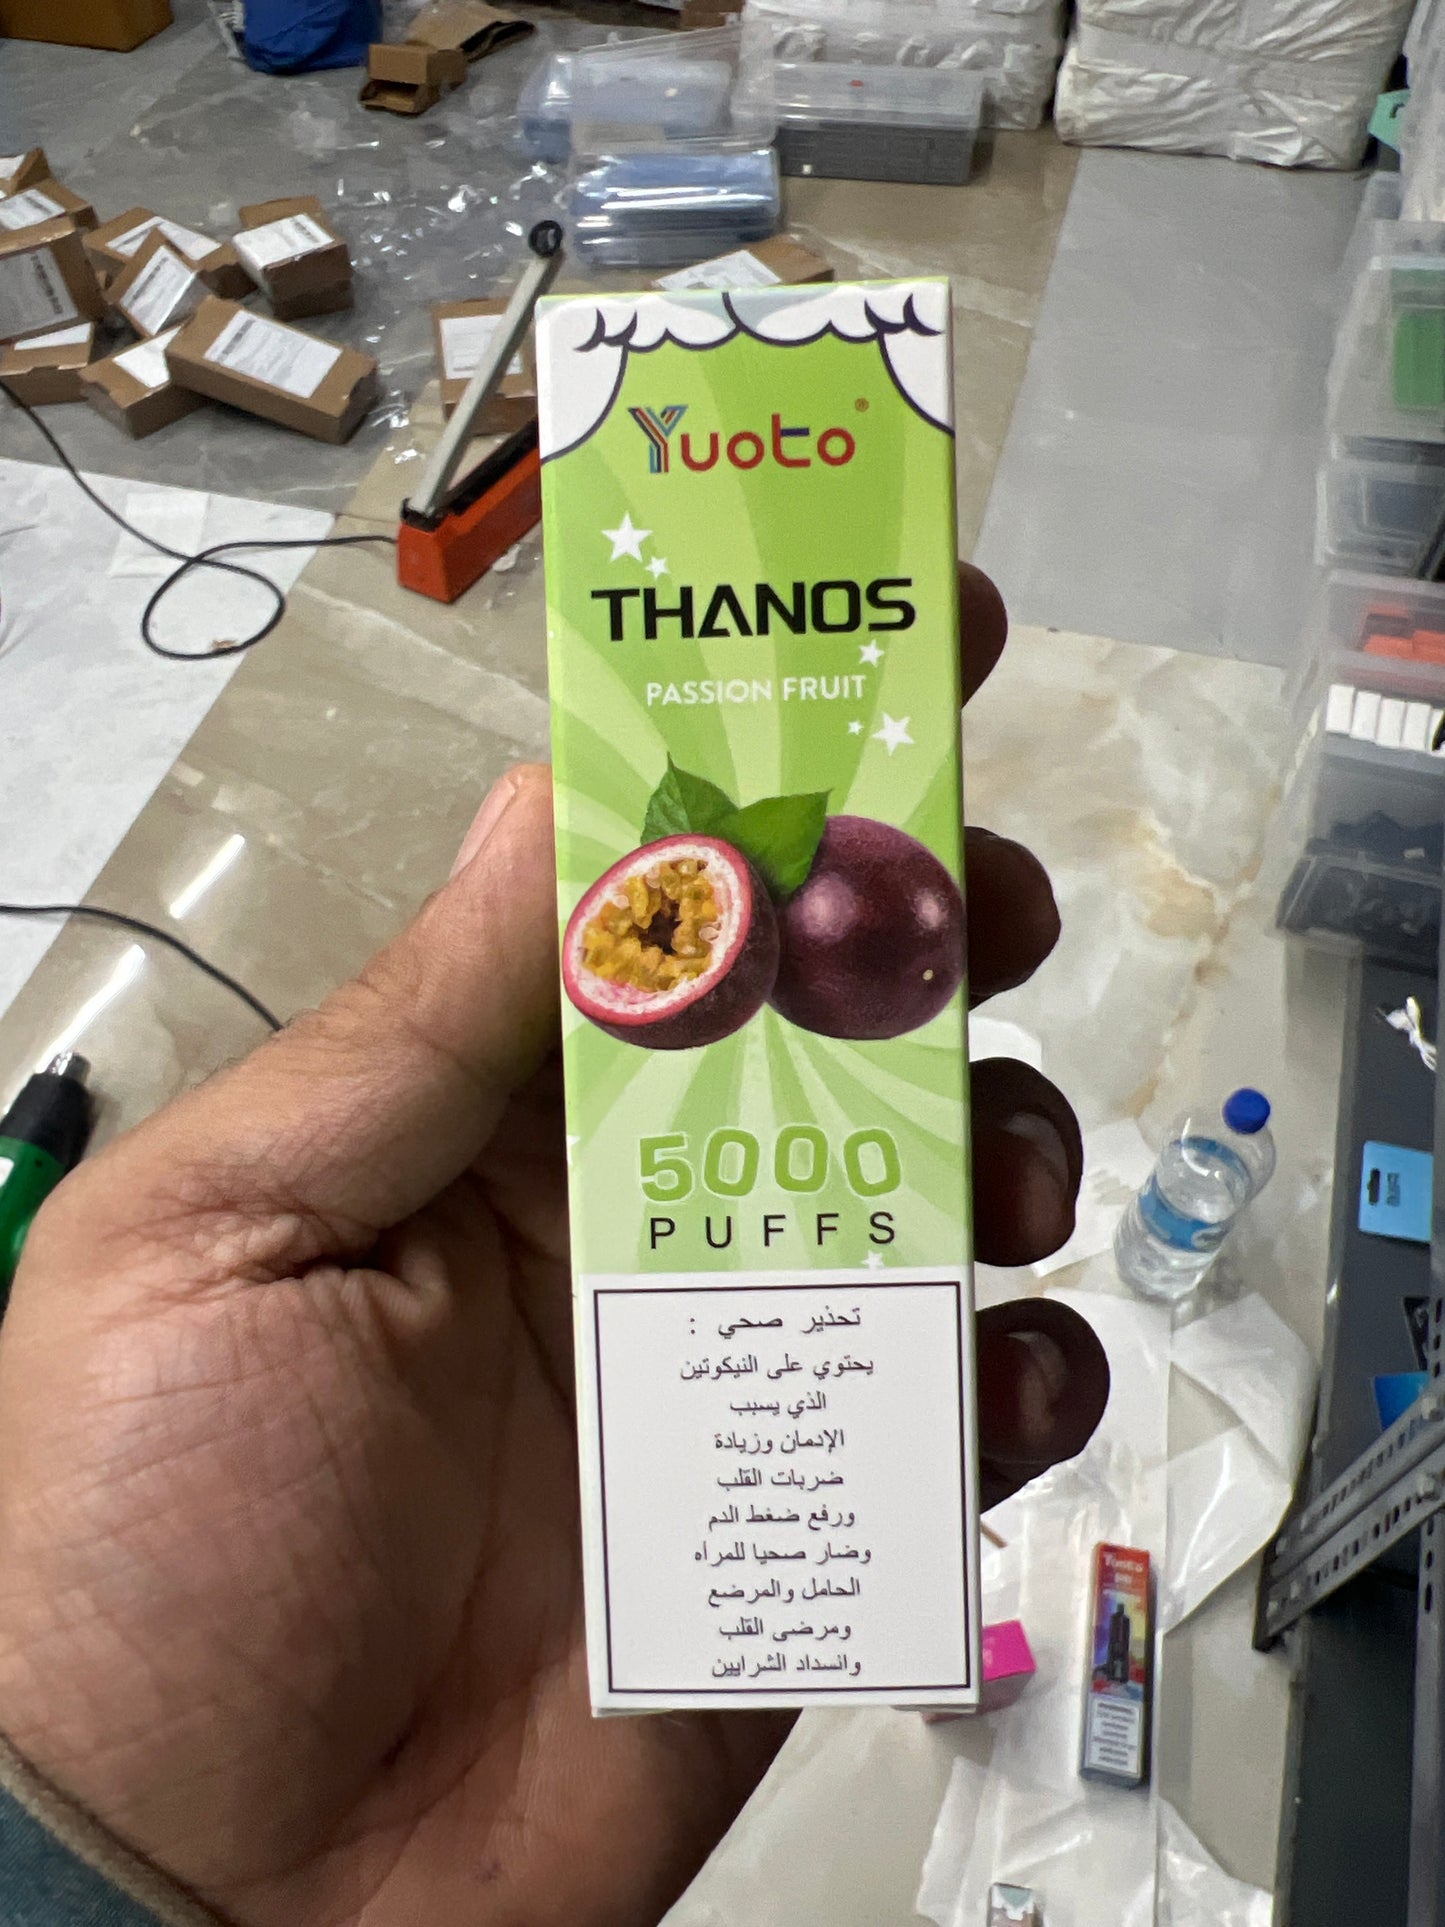 Yuoto®
THANOS
PASSION FRUIT
5000
PUFFS
تحذير صحي :
يحتوي على النيكوتين
الذي يسبب
الإدمان وزيادة
ضربات القلب
ورفع ضغط الدم
وضار صحيا للمراه
الحامل والمرضع
ومرضى القلب
وانسداد الشرايين
Yuoto